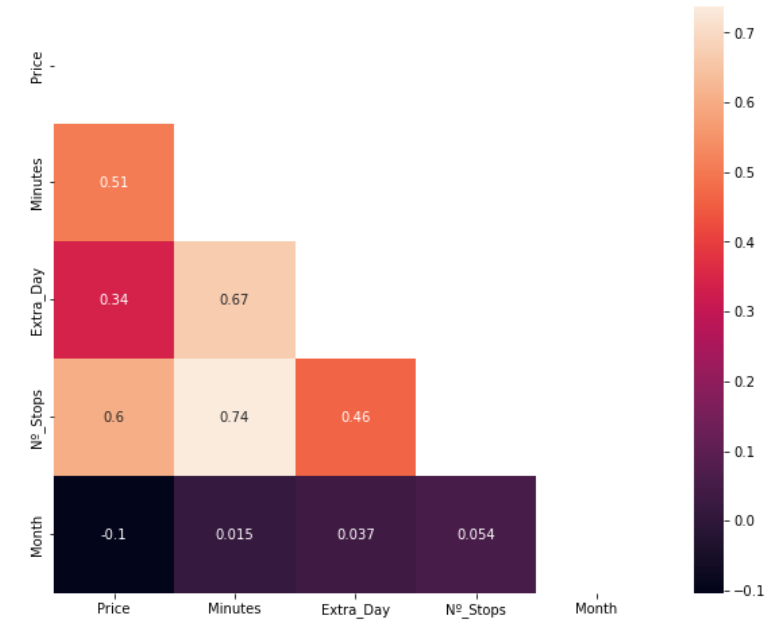 Price
Minutes
Extra_Day
Nº_Stops
Month
0.51
0.34 0.67
0.6 0.74 0.46
-0.1 0.015 0.037 0.054
Price Minutes Extra_Day Nº_Stops Month
0.7
0.6
0.5
0.4
0.3
0.2
0.1
0.0
−0.1